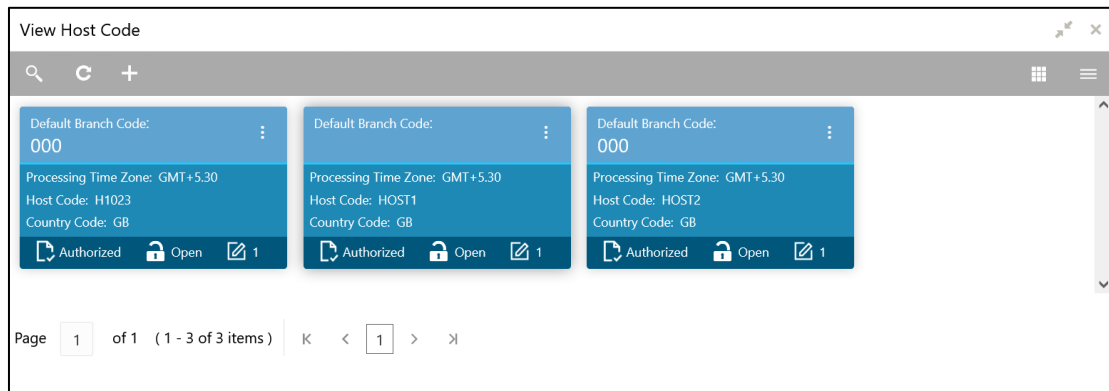 View Host Code
Default Branch Code:
000
Processing Time Zone: GMT+5.30
Host Code: H1023
Country Code: GB
Authorized Open 1
Default Branch Code:
Processing Time Zone: GMT+5.30
Host Code: HOST1
Country Code: GB
Authorized Open 1
Default Branch Code:
000
Processing Time Zone: GMT+5.30
Host Code: HOST2
Country Code: GB
Authorized Open 1
Page 1 of 1 ( 1 - 3 of 3 items ) 1